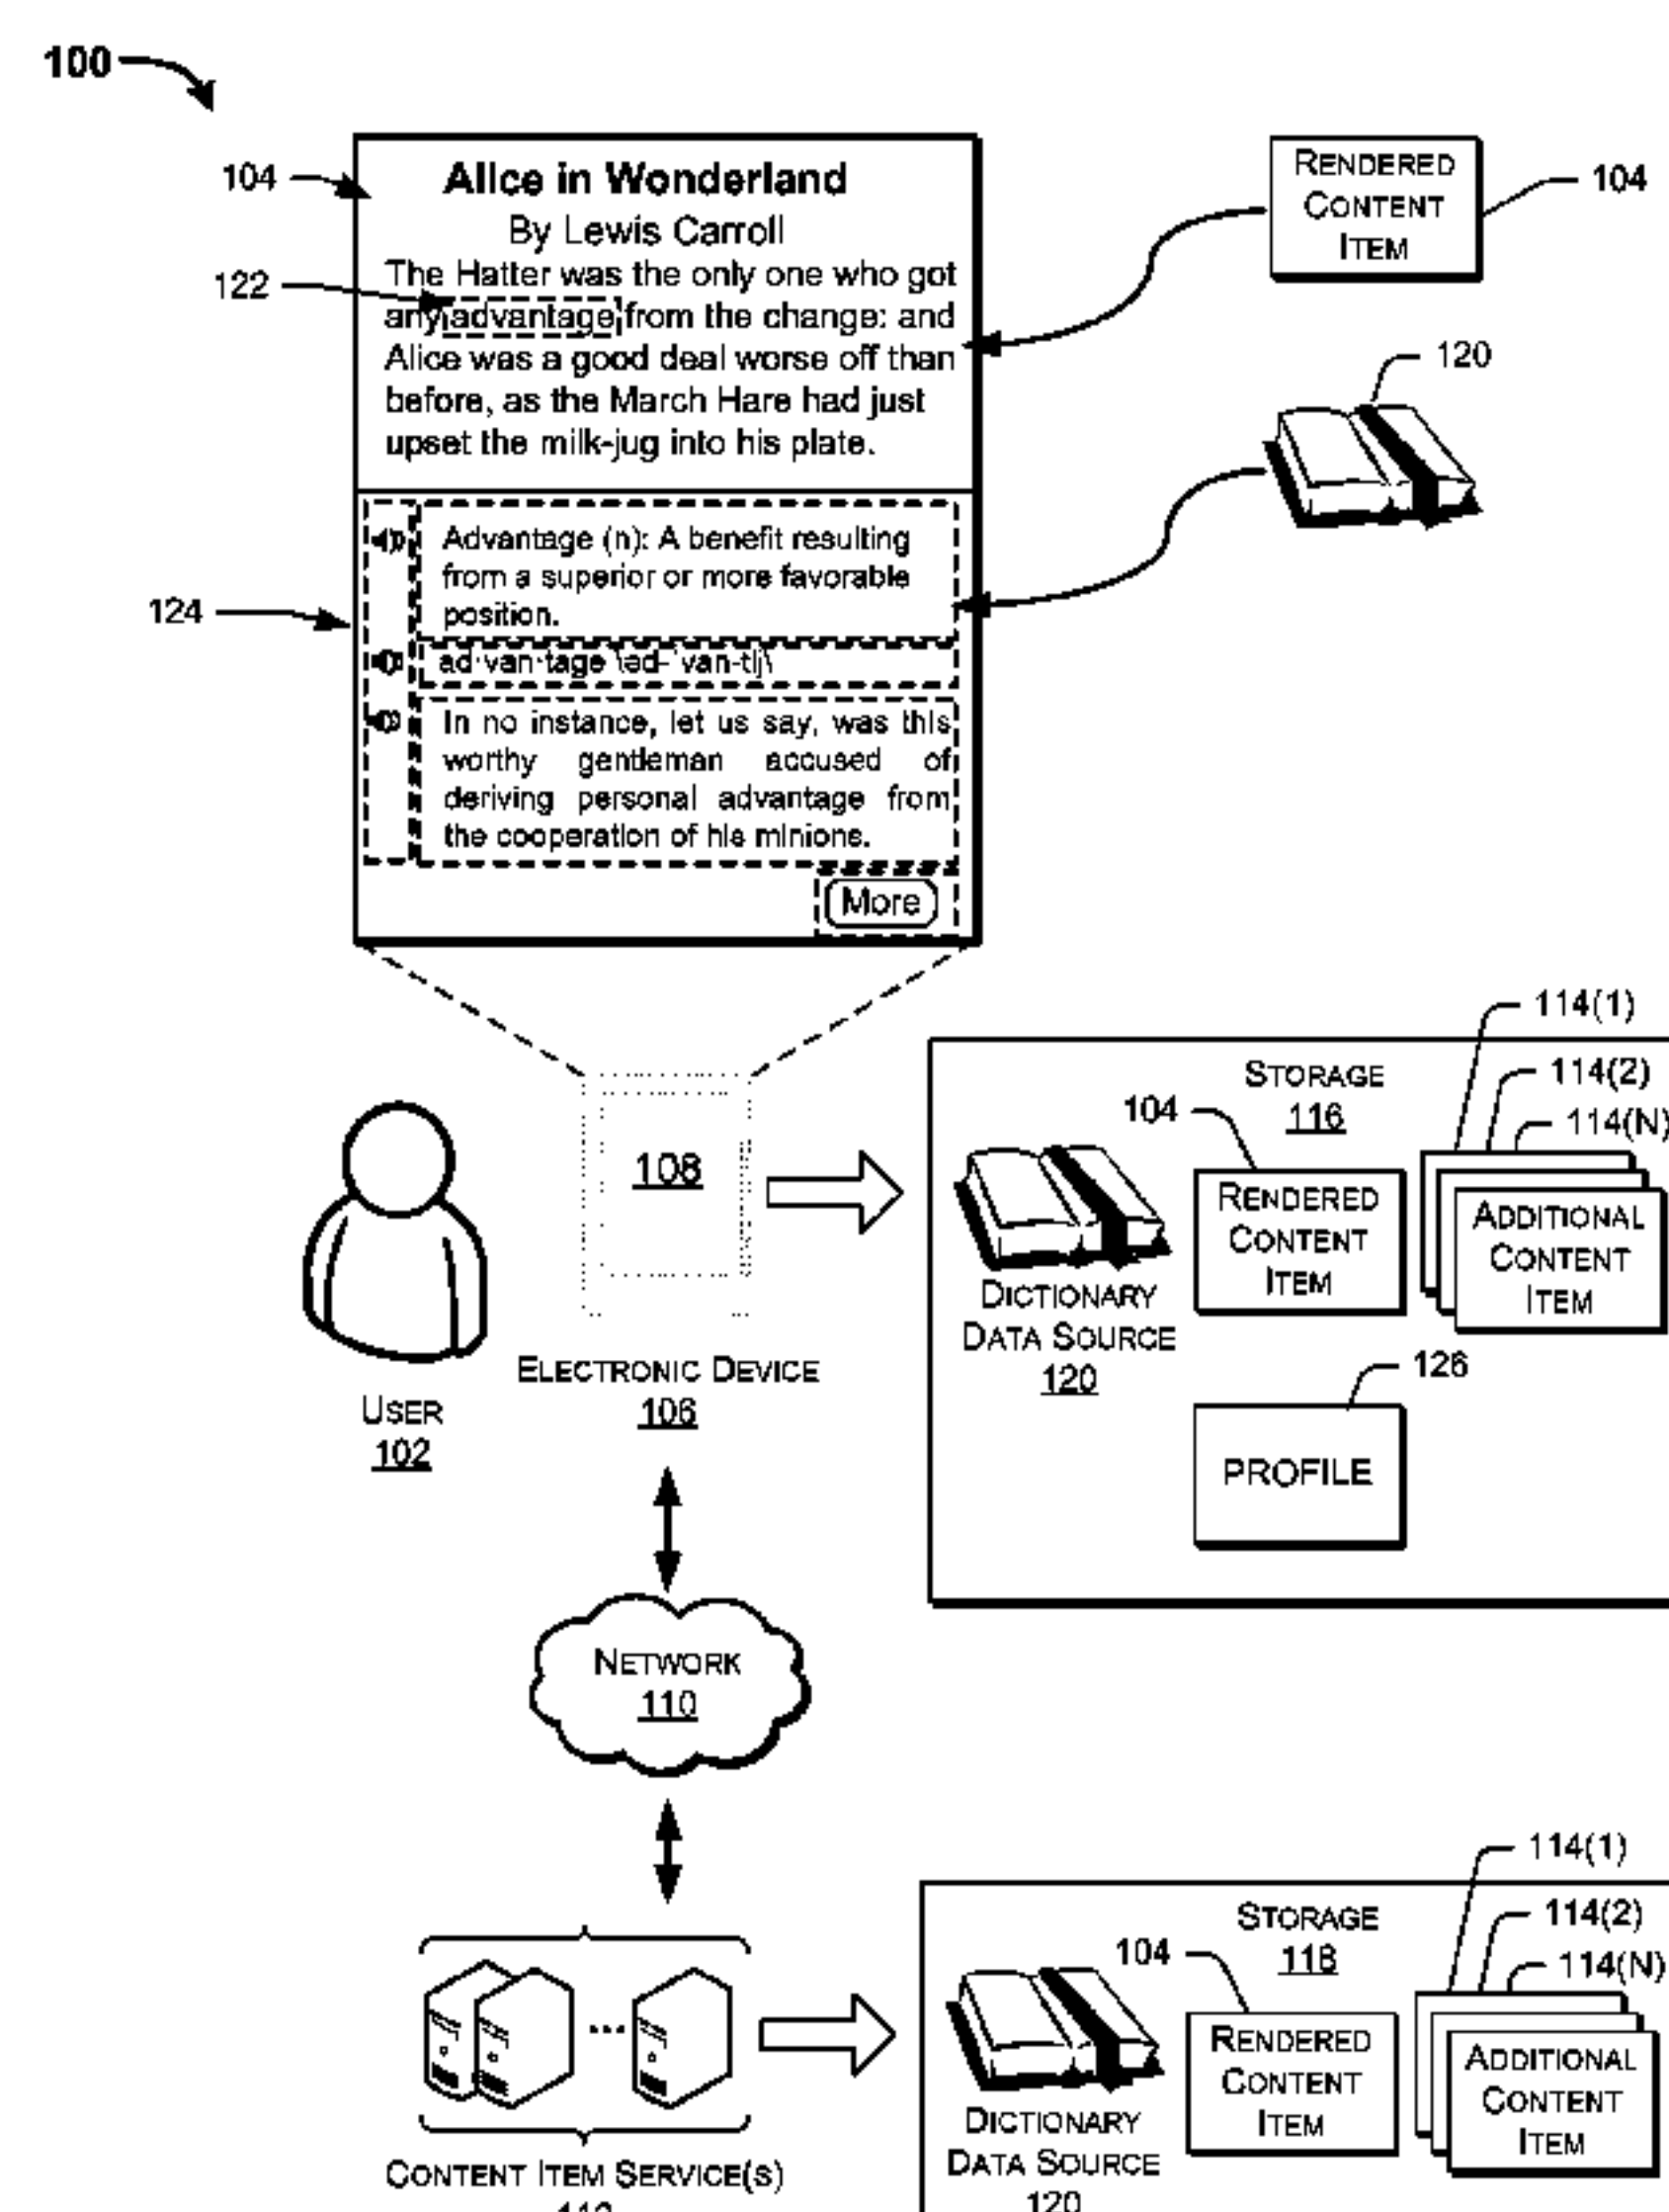 100
104
Alice in Wonderland
By Lewis Carroll
The Hatter was the only one who got
122
any advantage from the change: and
Alice was a good deal worse off than
before, as the March Hare had just
upset the milk-jug into his plate.
RENDERED
CONTENT
ITEM
104
120
124
Advantage (n): A benefit resulting
from a superior or more favorable
position.
ad·van·tage \əd-ˈvan-tij\
In no instance, let us say, was this
worthy gentleman accused of
deriving personal advantage from
the cooperation of his minions.
More
108
USER
102
ELECTRONIC DEVICE
106
STORAGE
116
114(1)
114(2)
114(N)
104
RENDERED
CONTENT
ITEM
ADDITIONAL
CONTENT
ITEM
DICTIONARY
DATA SOURCE
120
126
PROFILE
NETWORK
110
...
CONTENT ITEM SERVICE(S)
STORAGE
118
114(1)
114(2)
114(N)
104
RENDERED
CONTENT
ITEM
ADDITIONAL
CONTENT
ITEM
DICTIONARY
DATA SOURCE
120